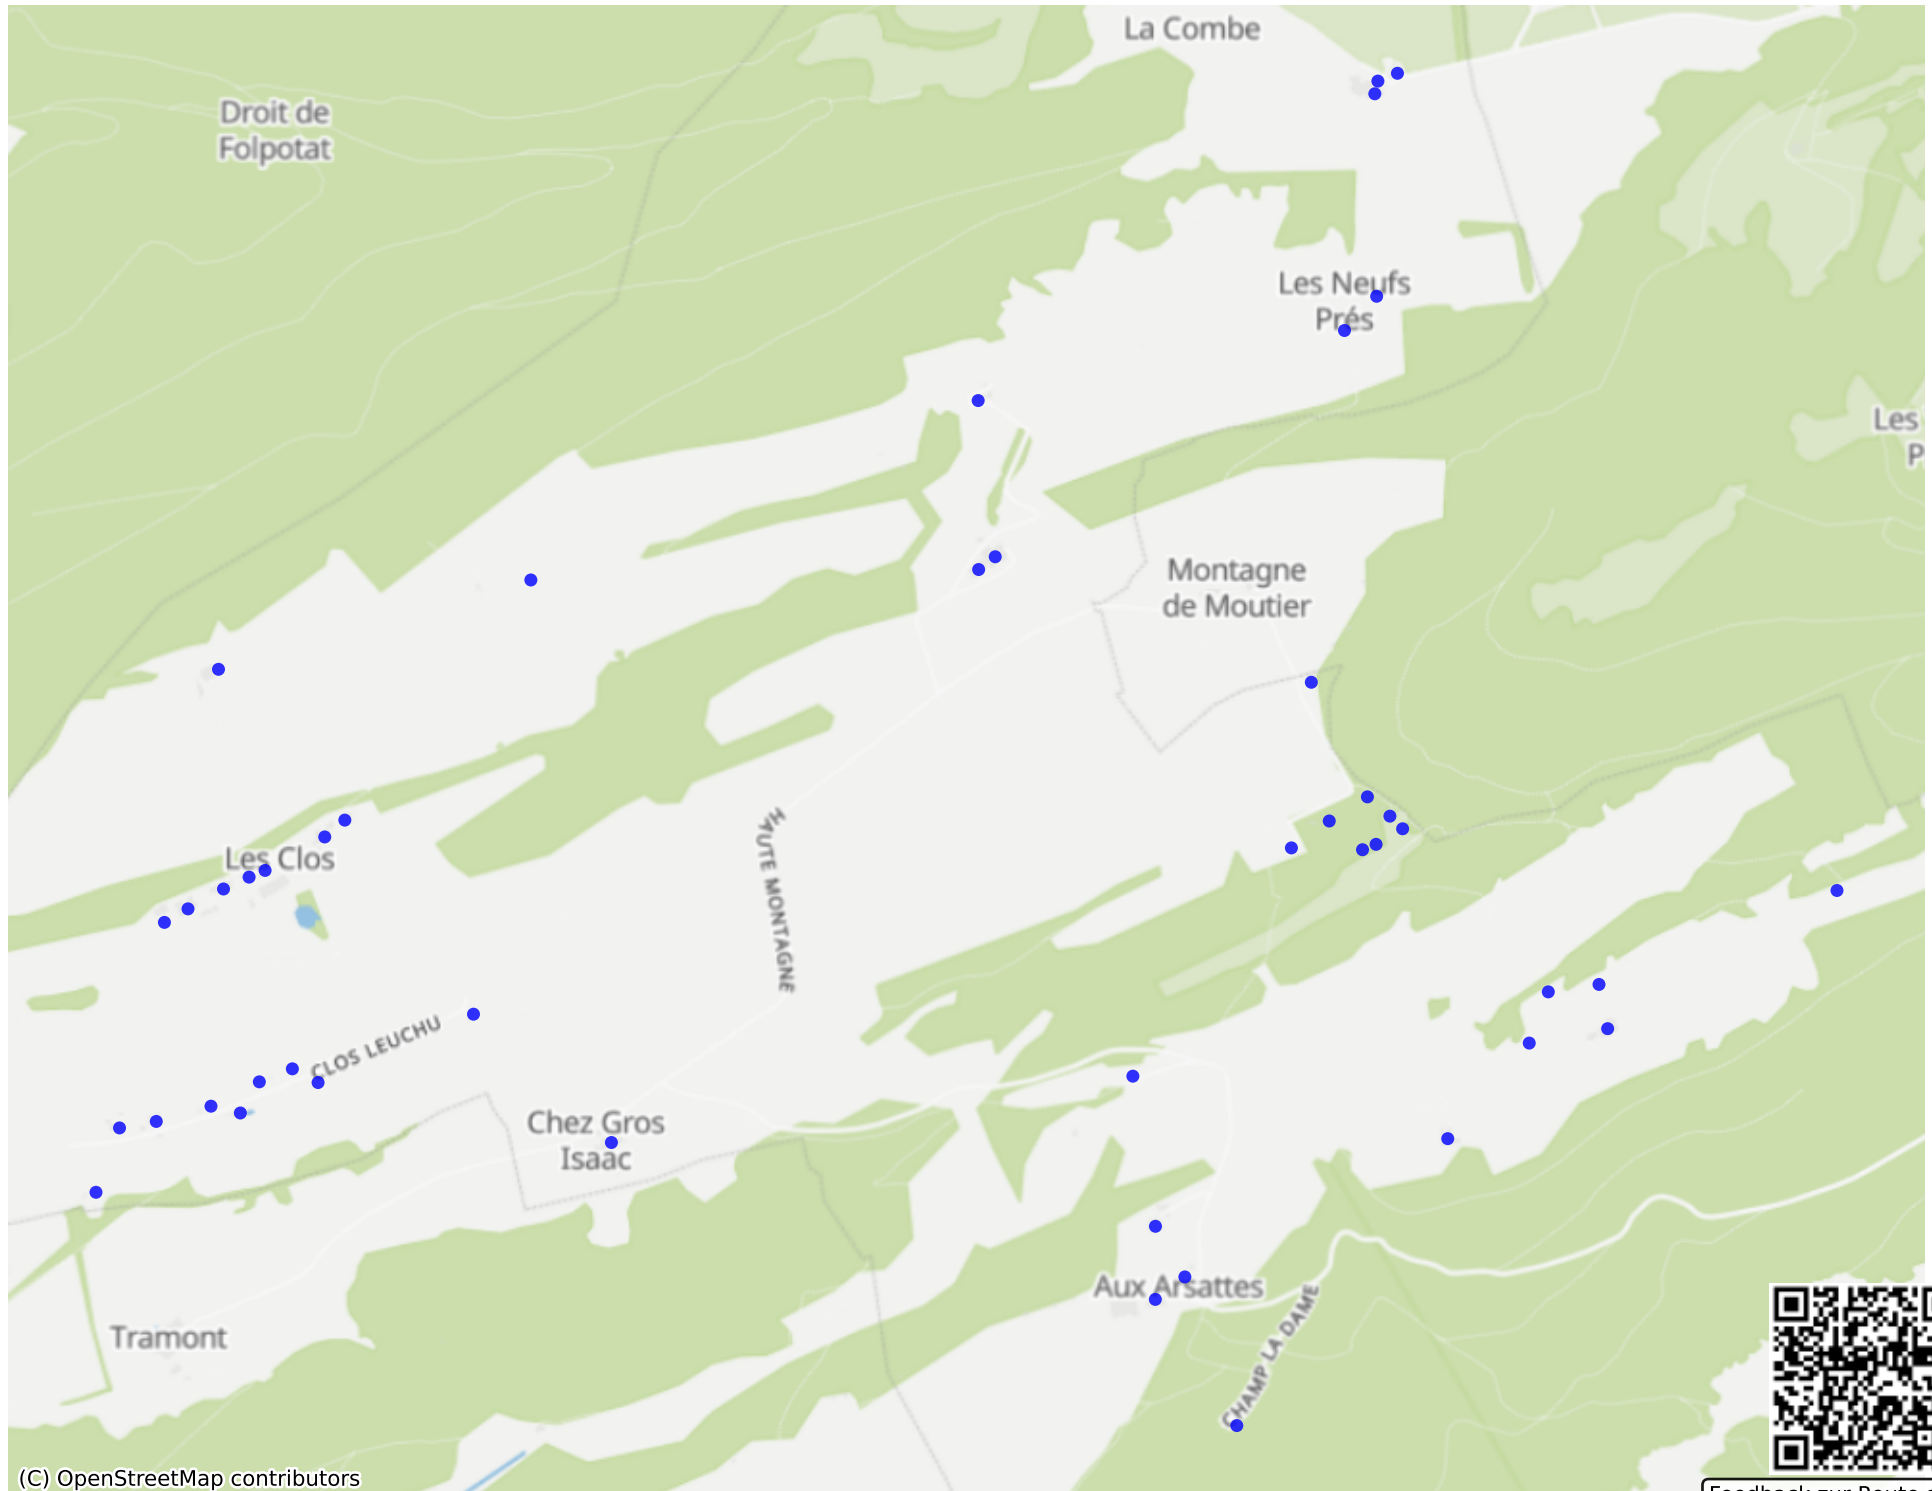 La Combe
Droit de
Folpotat
Les Neufs
Prés
Les
P
Montagne
de Moutier
Les Clos
HAUTE MONTAGNE
CLOS LEUCHU
Chez Gros
Isaac
Aux Arsattes
CHAMP LA DAME
Tramont
(C) OpenStreetMap contributors